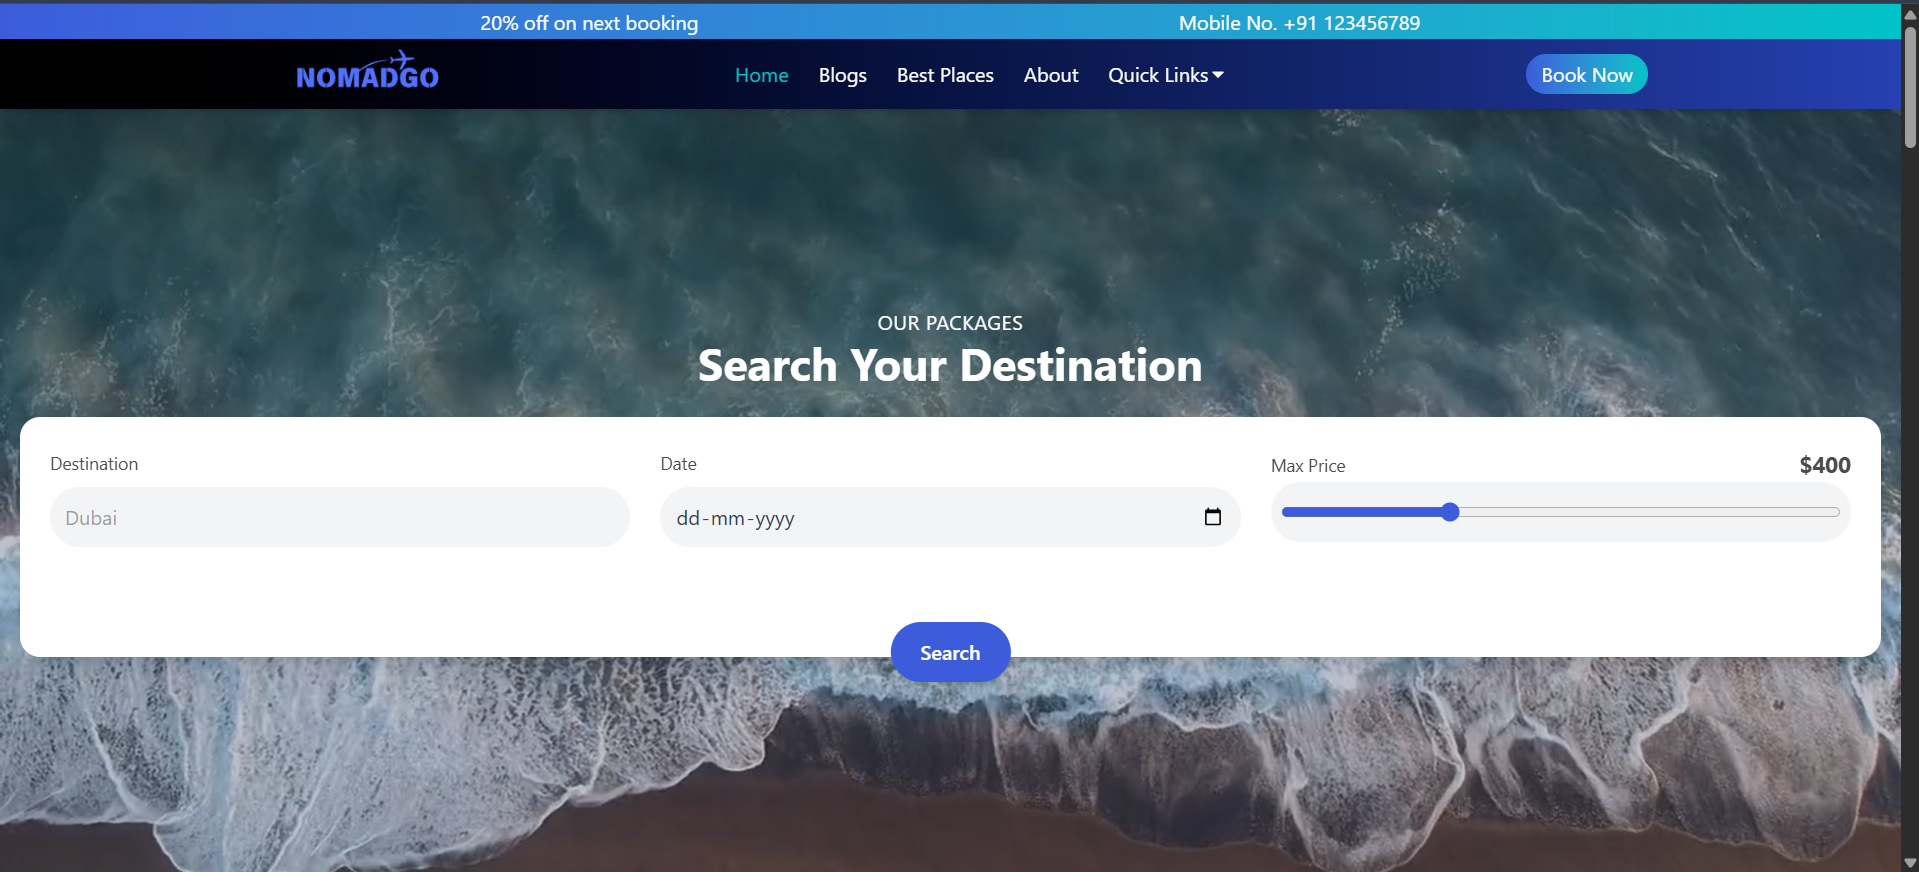 20% off on next booking
Mobile No. +91 123456789
NOMADGO
Home
Blogs
Best Places
About
Quick Links
Book Now
OUR PACKAGES
Search Your Destination
Destination
Date
Max Price
$400
Dubai
dd-mm-yyyy
Search